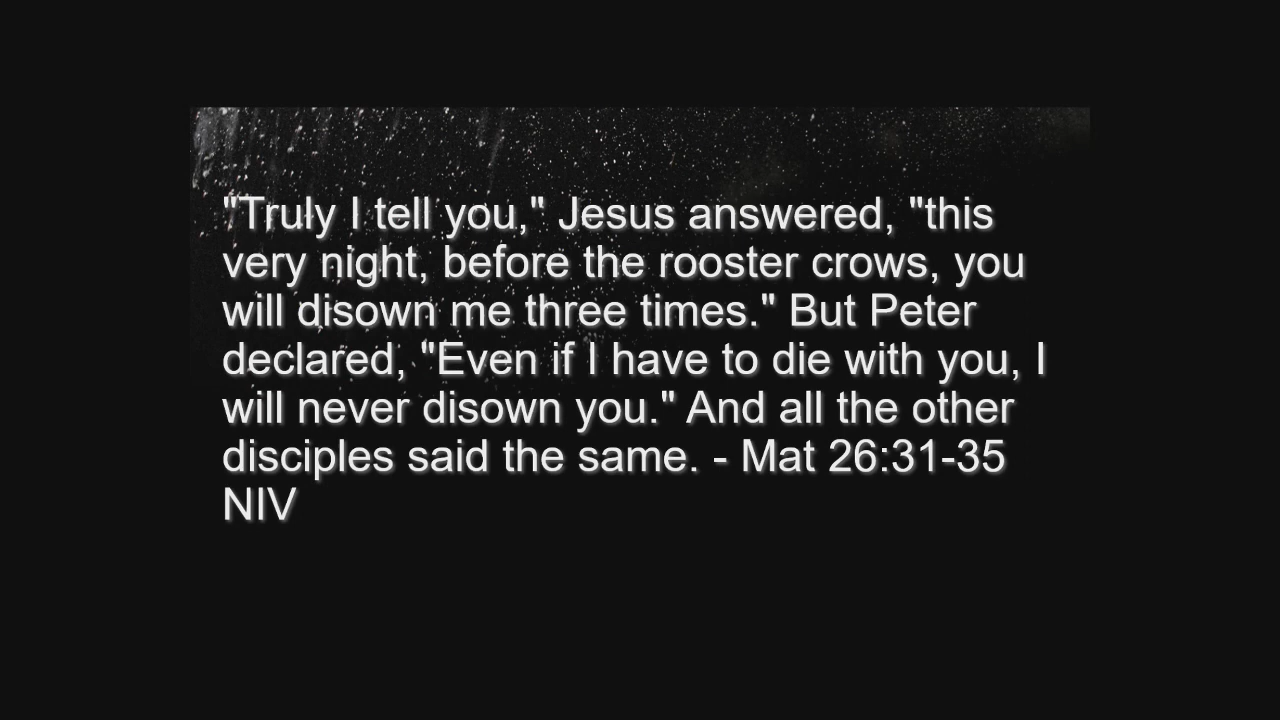 "Truly I tell you," Jesus answered, "this
very night, before the rooster crows, you
will disown me three times." But Peter
declared, "Even if I have to die with you, I
will never disown you." And all the other
disciples said the same. - Mat 26:31-35
NIV